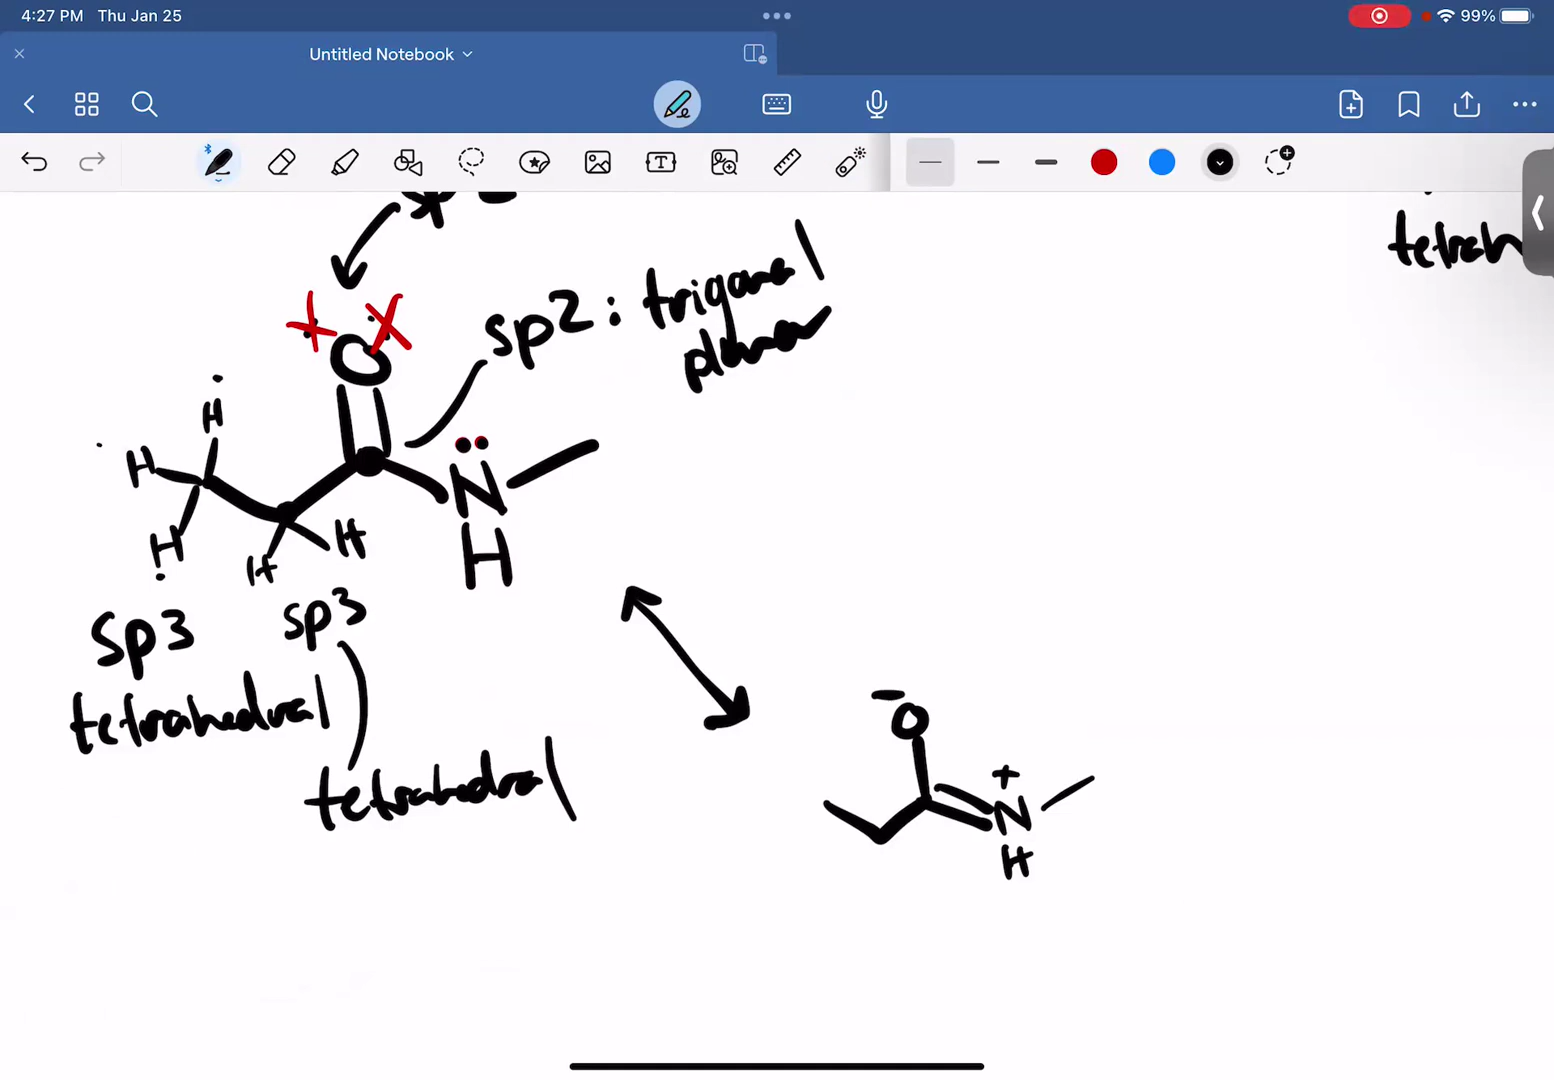 4:27 PM Thu Jan 25
99%
Untitled Notebook
sp2 : trigonal
planar
O
H
H
N
H
H
H
H
sp3
sp3
tetrahedral
tetrahedral
−
O
+
N
H